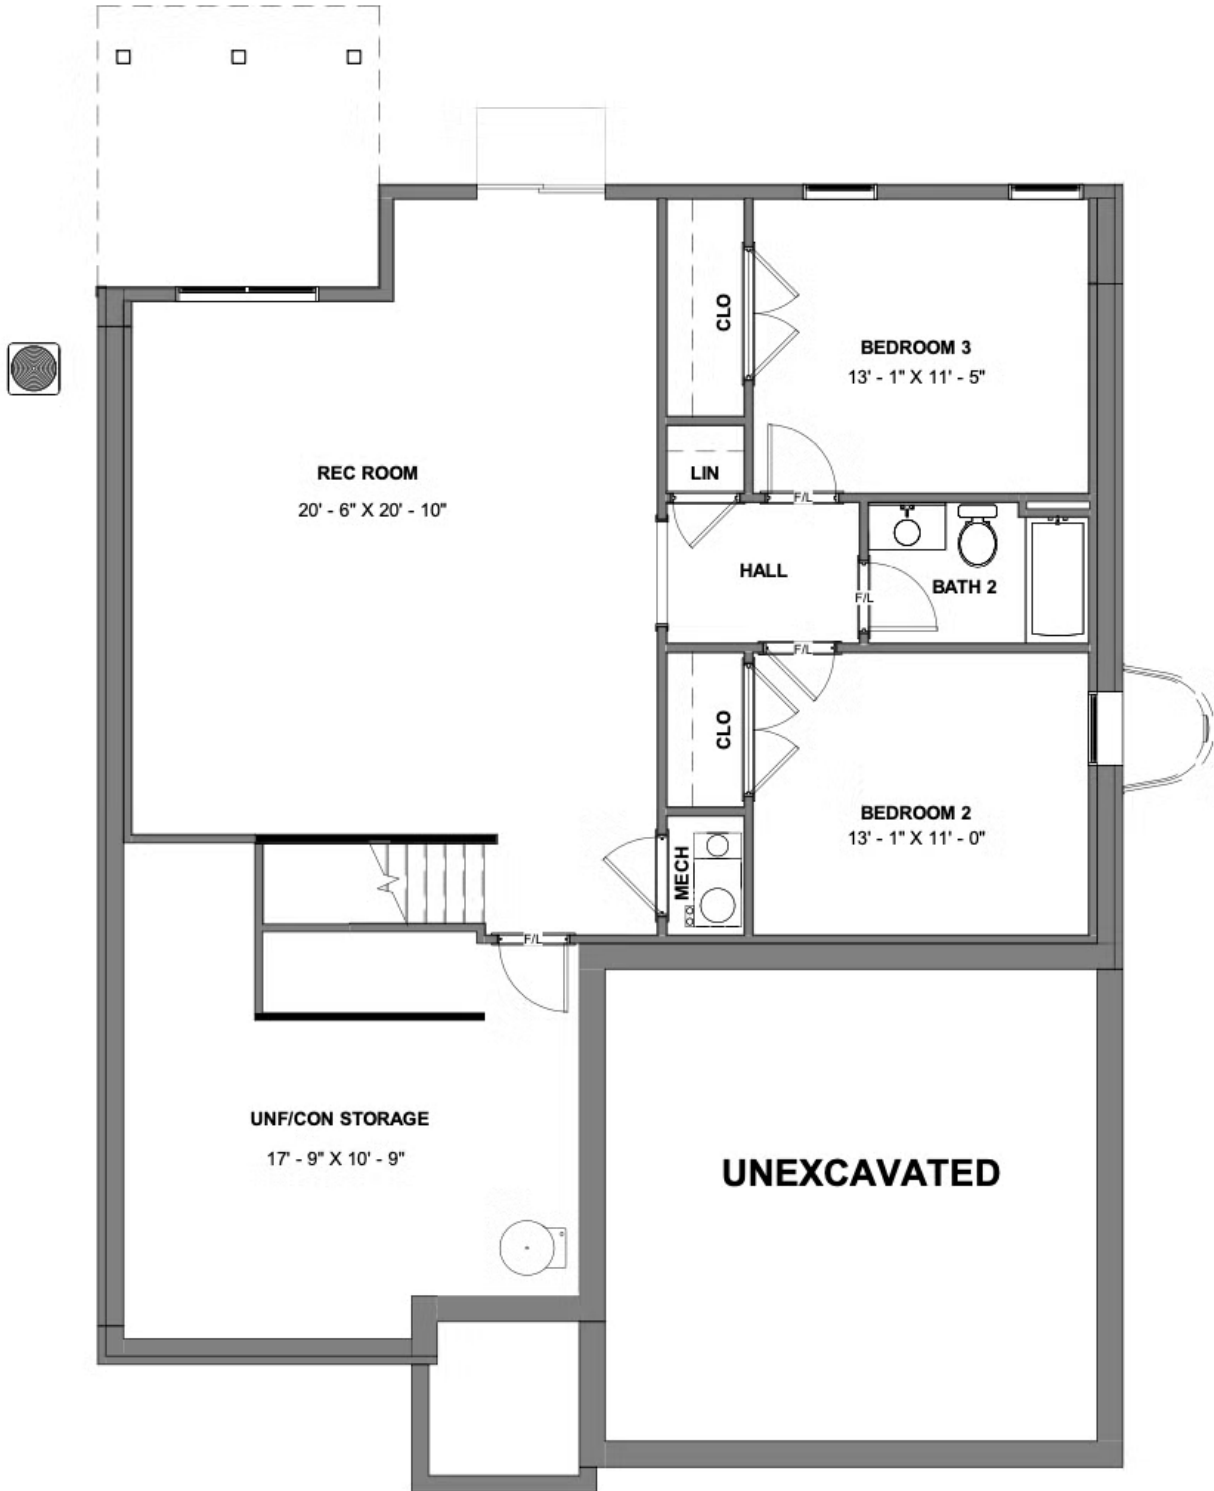 CLO
BEDROOM 3
13' - 1" X 11' - 5"
REC ROOM
20' - 6" X 20' - 10"
LIN
F/L
HALL
BATH 2
F/L
F/L
CLO
BEDROOM 2
13' - 1" X 11' - 0"
MECH
F/L
UNF/CON STORAGE
17' - 9" X 10' - 9"
UNEXCAVATED